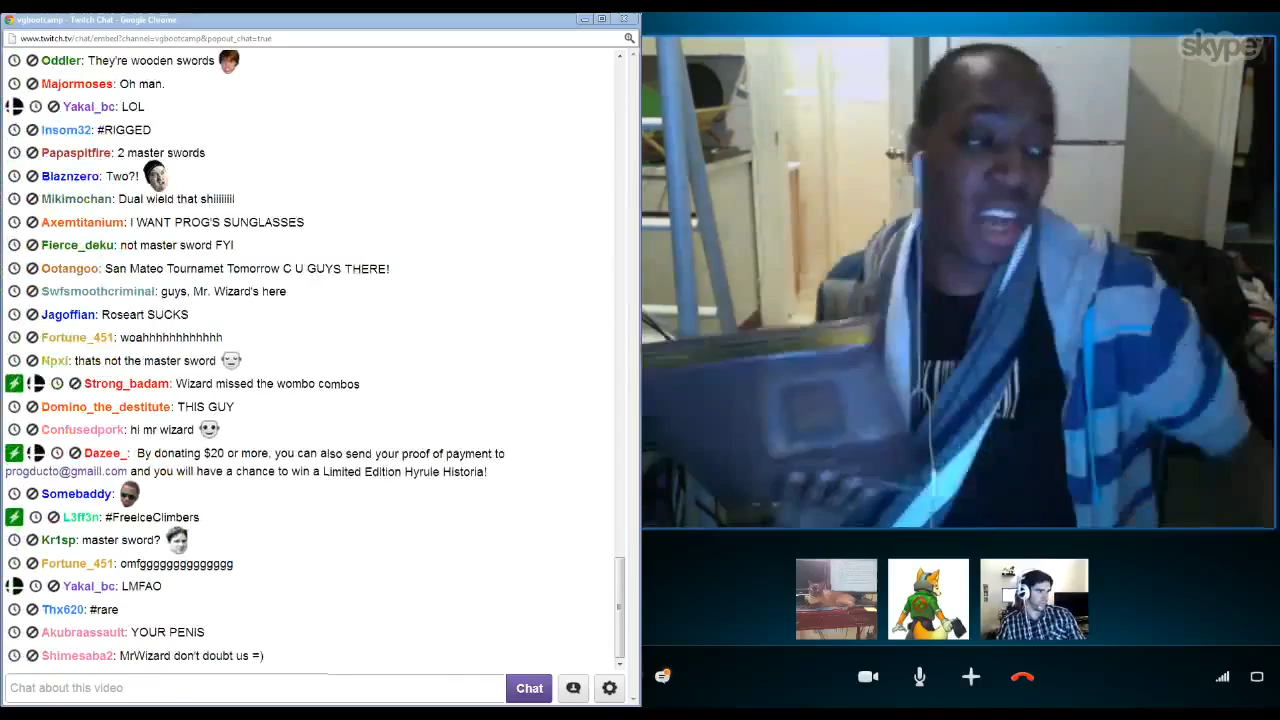 vgbootcamp - Twitch Chat - Google Chrome
www.twitch.tv/chat/embed?channel=vgbootcamp&popout_chat=true
Oddler: They're wooden swords
Majormoses: Oh man.
Yakal_bc: LOL
Insom32: #RIGGED
Papaspitfire: 2 master swords
Blaznzero: Two?!
Mikimochan: Dual wield that shiiiiiiil
Axemtitanium: I WANT PROG'S SUNGLASSES
Fierce_deku: not master sword FYI
Ootangoo: San Mateo Tournamet Tomorrow C U GUYS THERE!
Swfsmoothcriminal: guys, Mr. Wizard's here
Jagoffian: Roseart SUCKS
Fortune_451: woahhhhhhhhhhhh
Npxi: thats not the master sword
Strong_badam: Wizard missed the wombo combos
Domino_the_destitute: THIS GUY
Confusedpork: hi mr wizard
Dazee_: By donating $20 or more, you can also send your proof of payment to
progducto@gmaill.com and you will have a chance to win a Limited Edition Hyrule Historia!
Somebaddy:
L3ff3n: #FreeIceClimbers
Kr1sp: master sword?
Fortune_451: omfggggggggggggg
Yakal_bc: LMFAO
Thx620: #rare
Akubraassault: YOUR PENIS
Shimesaba2: MrWizard don't doubt us =)
Chat about this video
Chat
skype